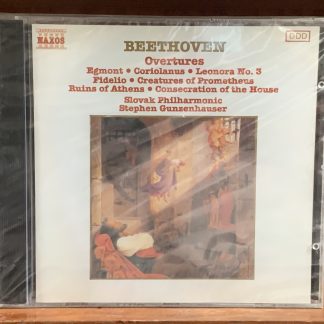 NAXOS
DDD
BEETHOVEN
Overtures
Egmont • Coriolanus • Leonora No. 3
Fidelio • Creatures of Prometheus
Ruins of Athens • Consecration of the House
Slovak Philharmonic
Stephen Gunzenhauser